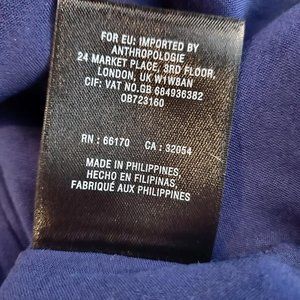 FOR EU: IMPORTED BY
ANTHROPOLOGIE
24 MARKET PLACE, 3RD FLOOR,
LONDON, UK W1W8AN
CIF: VAT NO.GB 684936382
OB723160
RN : 66170 CA : 32054
MADE IN PHILIPPINES,
HECHO EN FILIPINAS,
FABRIQUÉ AUX PHILIPPINES